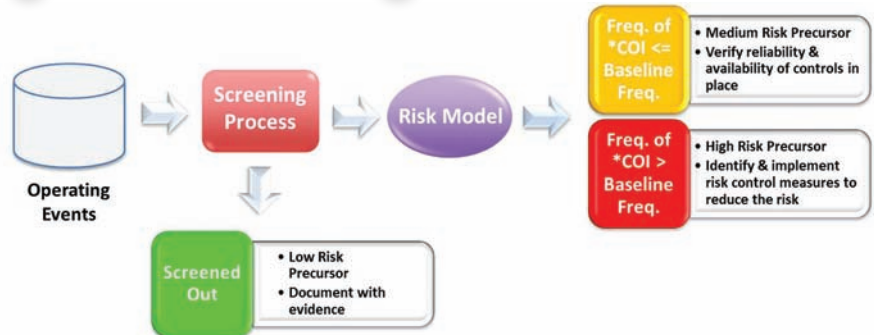 Operating
Events
Screening
Process
Risk Model
Freq. of
*COI <=
Baseline
Freq.
• Medium Risk Precursor
• Verify reliability &
availability of controls in
place
Freq. of
*COI >
Baseline
Freq.
• High Risk Precursor
• Identify & implement
risk control measures to
reduce the risk
Screened
Out
• Low Risk
Precursor
• Document with
evidence